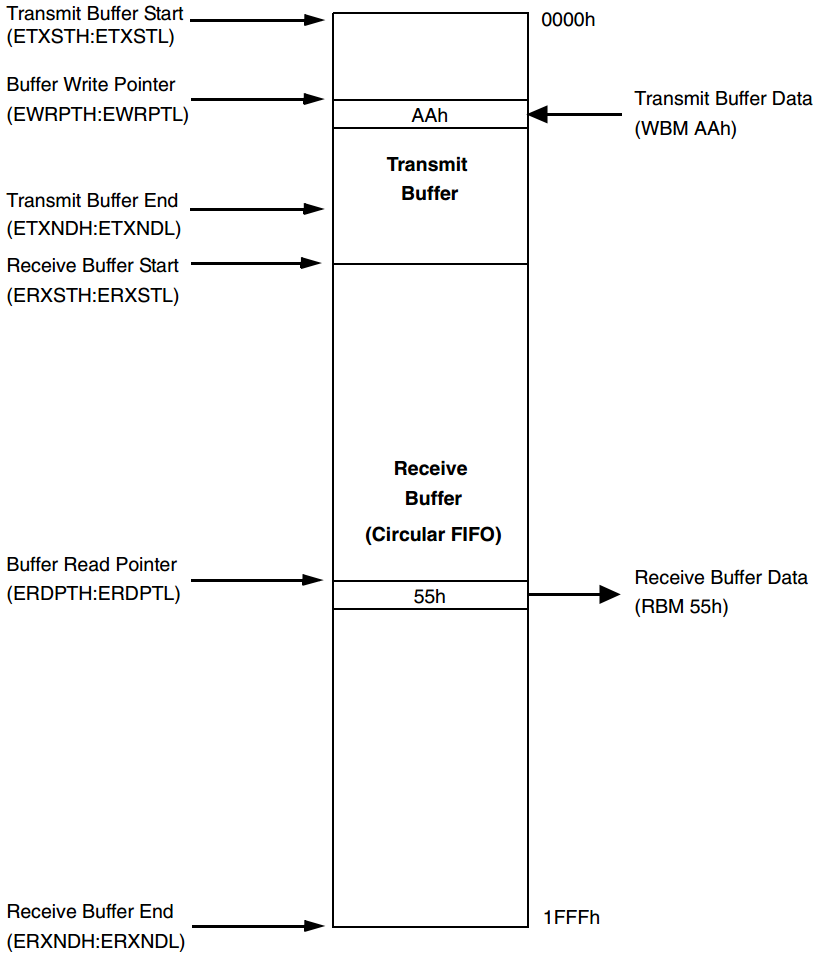 Transmit Buffer Start
(ETXSTH:ETXSTL)
0000h
Buffer Write Pointer
(EWRPTH:EWRPTL)
AAh
Transmit Buffer Data
(WBM AAh)
Transmit
Buffer
Transmit Buffer End
(ETXNDH:ETXNDL)
Receive Buffer Start
(ERXSTH:ERXSTL)
Receive
Buffer
(Circular FIFO)
Buffer Read Pointer
(ERDPTH:ERDPTL)
55h
Receive Buffer Data
(RBM 55h)
Receive Buffer End
(ERXNDH:ERXNDL)
1FFFh